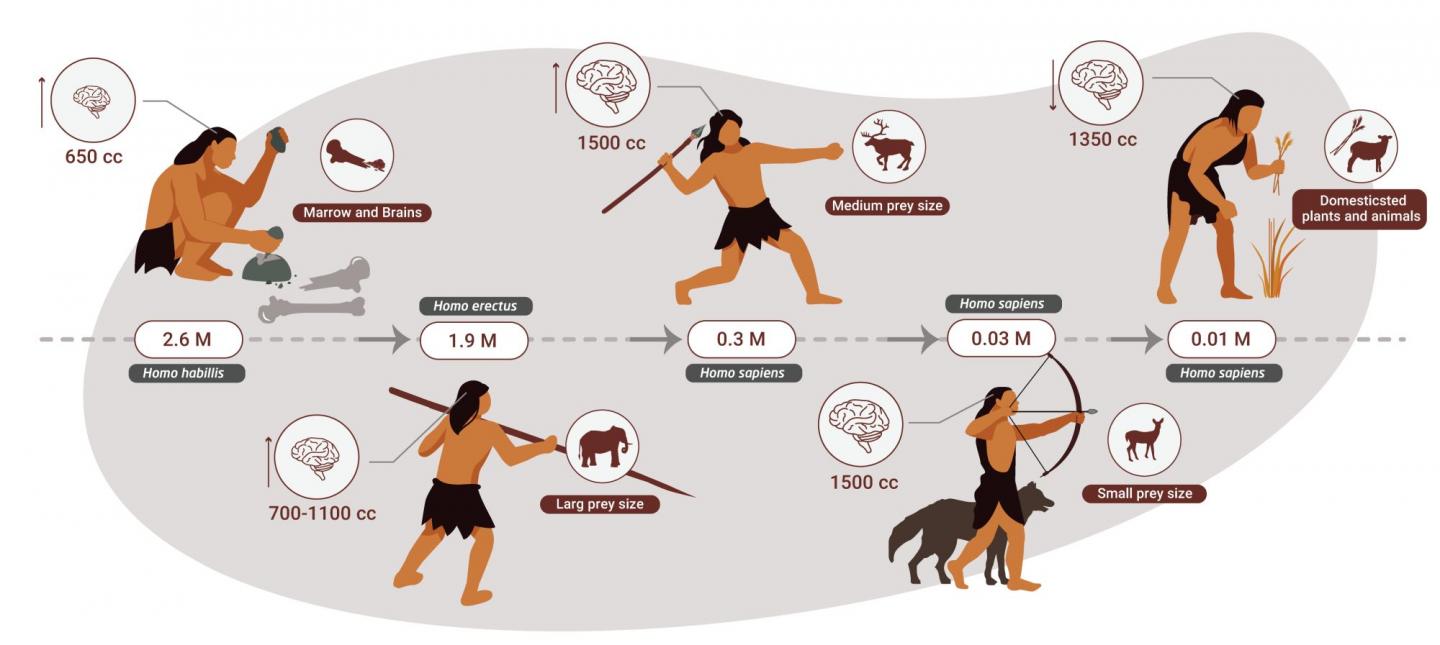 650 cc
Marrow and Brains
2.6 M
Homo habillis
Homo erectus
1.9 M
700-1100 cc
Larg prey size
1500 cc
Medium prey size
0.3 M
Homo sapiens
Homo sapiens
0.03 M
1500 cc
Small prey size
1350 cc
Domesticsted
plants and animals
0.01 M
Homo sapiens